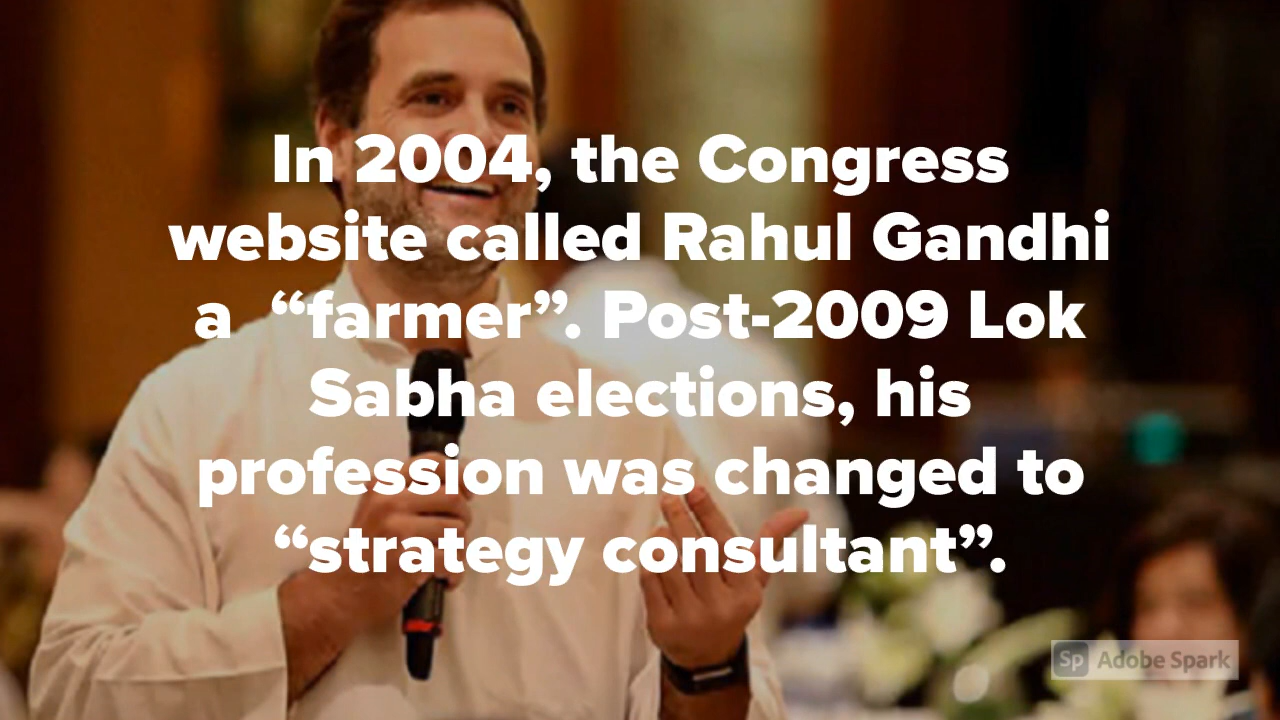 In 2004, the Congress
website called Rahul Gandhi
a “farmer”. Post-2009 Lok
Sabha elections, his
profession was changed to
“strategy consultant”.
Sp Adobe Spark